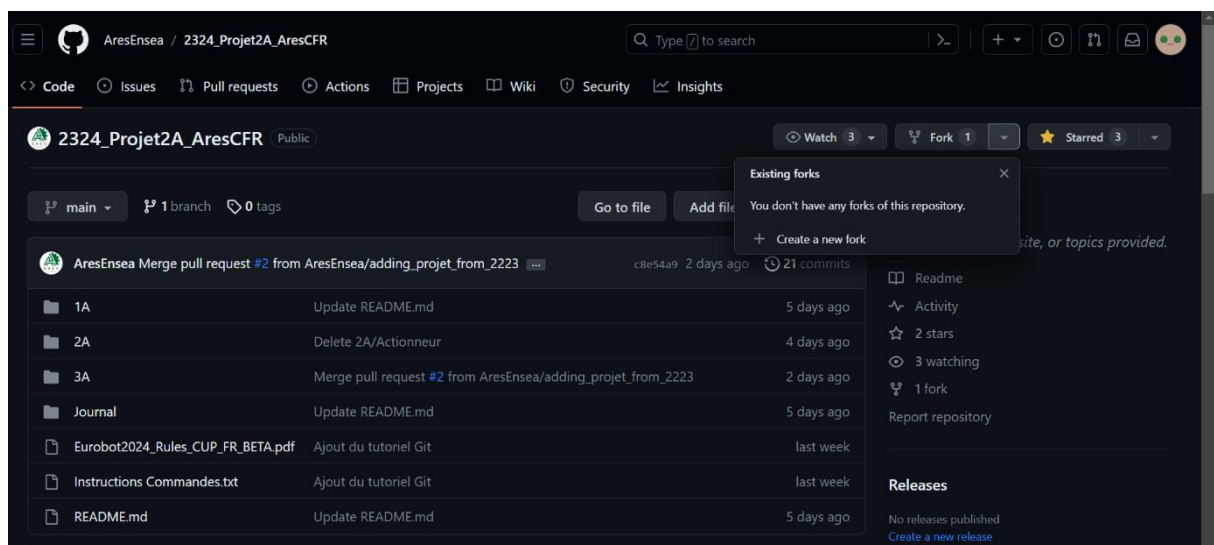 AresEnsea / 2324_Projet2A_AresCFR
Type / to search
Code Issues Pull requests Actions Projects Wiki Security Insights
2324_Projet2A_AresCFR Public
Watch 3 Fork 1 Starred 3
Existing forks
You don't have any forks of this repository.
Create a new fork
main 1 branch 0 tags
Go to file Add file
site, or topics provided.
AresEnsea Merge pull request #2 from AresEnsea/adding_projet_from_2223 ... c8e54a9 2 days ago 21 commits
1A Update README.md 5 days ago
2A Delete 2A/Actionneur 4 days ago
3A Merge pull request #2 from AresEnsea/adding_projet_from_2223 2 days ago
Journal Update README.md 5 days ago
Eurobot2024_Rules_CUP_FR_BETA.pdf Ajout du tutoriel Git last week
Instructions Commandes.txt Ajout du tutoriel Git last week
README.md Update README.md 5 days ago
Readme
Activity
2 stars
3 watching
1 fork
Report repository
Releases
No releases published
Create a new release